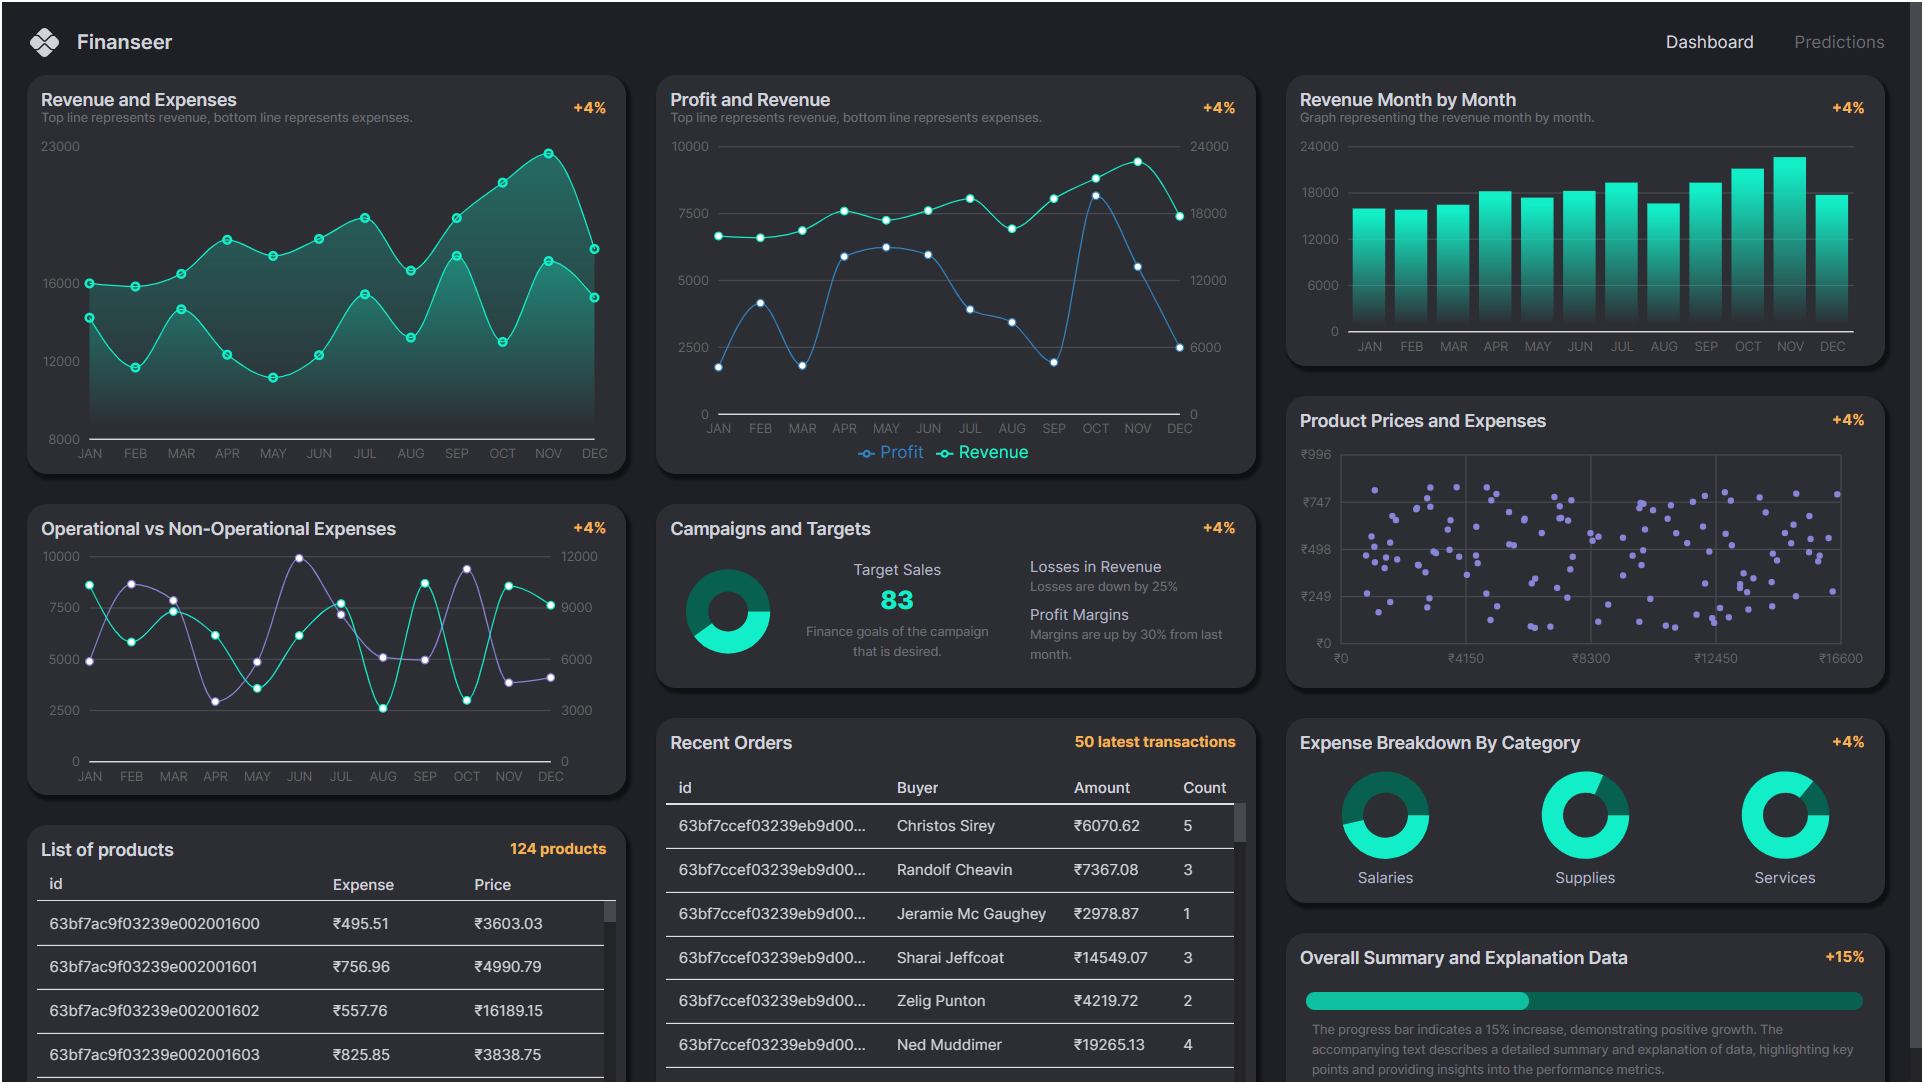 Finanseer
Dashboard
Predictions
Revenue and Expenses
Top line represents revenue, bottom line represents expenses.
+4%
23000
16000
12000
8000
JAN FEB MAR APR MAY JUN JUL AUG SEP OCT NOV DEC
Profit and Revenue
Top line represents revenue, bottom line represents expenses.
+4%
10000 24000
7500 18000
5000 12000
2500 6000
0 0
JAN FEB MAR APR MAY JUN JUL AUG SEP OCT NOV DEC
Profit Revenue
Revenue Month by Month
Graph representing the revenue month by month.
+4%
24000
18000
12000
6000
0
JAN FEB MAR APR MAY JUN JUL AUG SEP OCT NOV DEC
Operational vs Non-Operational Expenses
+4%
10000 12000
7500 9000
5000 6000
2500 3000
0 0
JAN FEB MAR APR MAY JUN JUL AUG SEP OCT NOV DEC
Campaigns and Targets
+4%
Target Sales
83
Finance goals of the campaign
that is desired.
Losses in Revenue
Losses are down by 25%
Profit Margins
Margins are up by 30% from last
month.
Product Prices and Expenses
+4%
₹996
₹747
₹498
₹249
₹0
₹0 ₹4150 ₹8300 ₹12450 ₹16600
List of products
124 products
id Expense Price
63bf7ac9f03239e002001600 ₹495.51 ₹3603.03
63bf7ac9f03239e002001601 ₹756.96 ₹4990.79
63bf7ac9f03239e002001602 ₹557.76 ₹16189.15
63bf7ac9f03239e002001603 ₹825.85 ₹3838.75
Recent Orders
50 latest transactions
id Buyer Amount Count
63bf7ccef03239eb9d00... Christos Sirey ₹6070.62 5
63bf7ccef03239eb9d00... Randolf Cheavin ₹7367.08 3
63bf7ccef03239eb9d00... Jeramie Mc Gaughey ₹2978.87 1
63bf7ccef03239eb9d00... Sharai Jeffcoat ₹14549.07 3
63bf7ccef03239eb9d00... Zelig Punton ₹4219.72 2
63bf7ccef03239eb9d00... Ned Muddimer ₹19265.13 4
Expense Breakdown By Category
+4%
Salaries Supplies Services
Overall Summary and Explanation Data
+15%
The progress bar indicates a 15% increase, demonstrating positive growth. The
accompanying text describes a detailed summary and explanation of data, highlighting key
points and providing insights into the performance metrics.